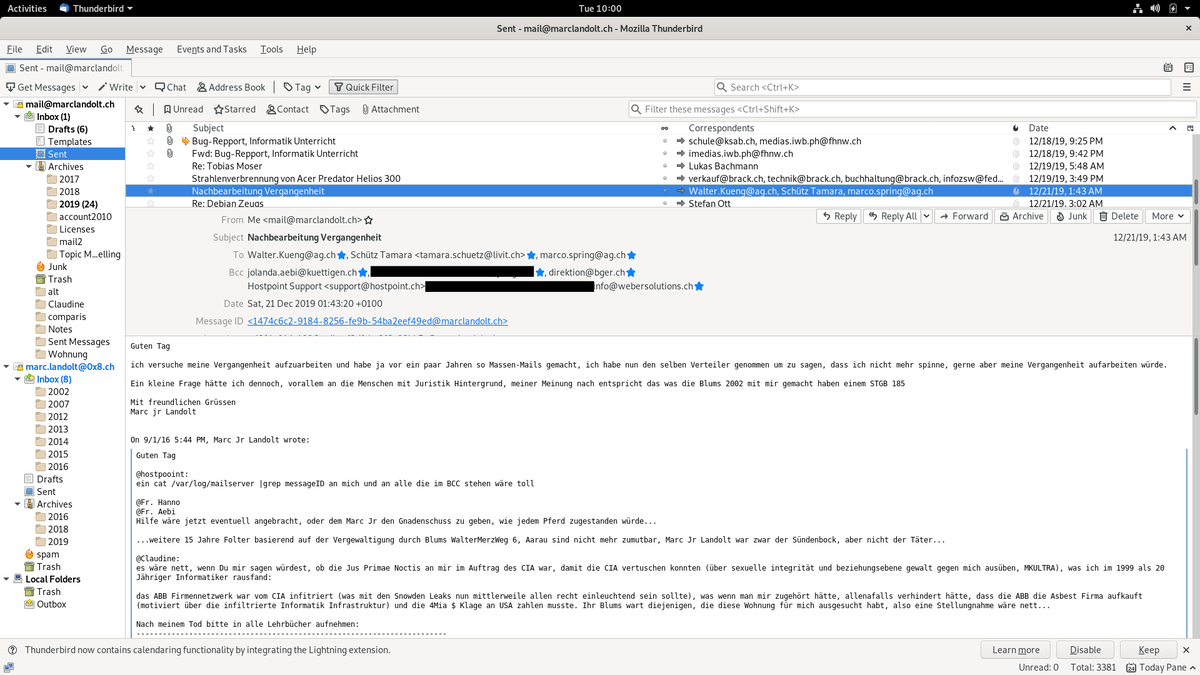 Activities Thunderbird Tue 10:00
Sent - mail@marclandolt.ch - Mozilla Thunderbird
File Edit View Go Message Events and Tasks Tools Help
Sent - mail@marclandolt
Get Messages Write Chat Address Book Tag Quick Filter Search <Ctrl+K>
mail@marclandolt.ch
Inbox (1)
Drafts (6)
Templates
Sent
Archives
2017
2018
2019 (24)
account2010
Licenses
mail2
Topic M...elling
Junk
Trash
alt
Claudine
comparis
Notes
Sent Messages
Wohnung
marc.landolt@0x8.ch
Inbox (8)
2002
2007
2012
2013
2014
2015
2016
Drafts
Sent
Archives
2016
2018
2019
spam
Trash
Local Folders
Trash
Outbox
Unread Starred Contact Tags Attachment Filter these messages <Ctrl+Shift+K>
Subject Correspondents Date
Bug-Repport, Informatik Unterricht schule@ksab.ch, medias.iwb.ph@fhnw.ch 12/18/19, 9:25 PM
Fwd: Bug-Repport, Informatik Unterricht imedias.iwb.ph@fhnw.ch 12/18/19, 9:42 PM
Re: Tobias Moser Lukas Bachmann 12/19/19, 5:48 AM
Strahlenverbrennung von Acer Predator Helios 300 verkauf@brack.ch, technik@brack.ch, buchhaltung@brack.ch, infozsw@fed... 12/19/19, 3:49 PM
Nachbearbeitung Vergangenheit Walter.Kueng@ag.ch, Schütz Tamara, marco.spring@ag.ch 12/21/19, 1:43 AM
Re: Debian Zeugs Stefan Ott 12/21/19, 3:02 AM
From Me <mail@marclandolt.ch> Reply Reply All Forward Archive Junk Delete More
Subject Nachbearbeitung Vergangenheit 12/21/19, 1:43 AM
To Walter.Kueng@ag.ch, Schütz Tamara <tamara.schuetz@livit.ch>, marco.spring@ag.ch
Bcc jolanda.aebi@kuettigen.ch, , direktion@bger.ch
Hostpoint Support <support@hostpoint.ch> nfo@webersolutions.ch
Date Sat, 21 Dec 2019 01:43:20 +0100
Message ID <1474c6c2-9184-8256-fe9b-54ba2eef49ed@marclandolt.ch>
Guten Tag
ich versuche meine Vergangenheit aufzuarbeiten und habe ja vor ein paar Jahren so Massen-Mails gemacht, ich habe nun den selben Verteiler genommen um zu sagen, dass ich nicht mehr spinne, gerne aber meine Vergangenheit aufarbeiten würde.
Ein kleine Frage hätte ich dennoch, vorallem an die Menschen mit Juristik Hintergrund, meiner Meinung nach entspricht das was die Blums 2002 mit mir gemacht haben einem STGB 185
Mit freundlichen Grüssen
Marc jr Landolt
On 9/1/16 5:44 PM, Marc Jr Landolt wrote:
Guten Tag
@hostpooint:
ein cat /var/log/mailserver |grep messageID an mich und an alle die im BCC stehen wäre toll
@Fr. Hanno
@Fr. Aebi
Hilfe wäre jetzt eventuell angebracht, oder dem Marc Jr den Gnadenschuss zu geben, wie jedem Pferd zugestanden würde...
...weitere 15 Jahre Folter basierend auf der Vergewaltigung durch Blums WalterMerzWeg 6, Aarau sind aber nicht mehr zumutbar, Marc Jr Landolt war zwar der Sündenbock, aber nicht der Täter...
@Claudine:
es wäre nett, wenn Du mir sagen würdest, ob die Jus Primae Noctis an mir im Auftrag des CIA war, damit die CIA vertuschen konnten (über sexuelle integrität und beziehungsebene gewalt gegen mich ausüben, MKULTRA), was ich im 1999 als 20
Jähriger Informatiker rausfand:
das ABB Firmennetzwerk war vom CIA infitriert (was mit den Snowden Leaks nun mittlerweile allen recht einleuchtend sein sollte), was wenn man mir zugehört hätte, allenafalls verhindert hätte, dass die ABB die Asbest Firma aufkauft
(motiviert über die infiltrierte Informatik Infrastruktur) und die 4Mia $ Klage an USA zahlen musste. Ihr Blums wart diejenigen, die diese Wohnung für mich ausgesucht habt, also eine Stellungnahme wäre nett...
Nach meinem Tod bitte in alle Lehrbücher aufnehmen:
----------------------------------------------------------------------
Thunderbird now contains calendaring functionality by integrating the Lightning extension. Learn more Disable Keep
Unread: 0 Total: 3381 Today Pane